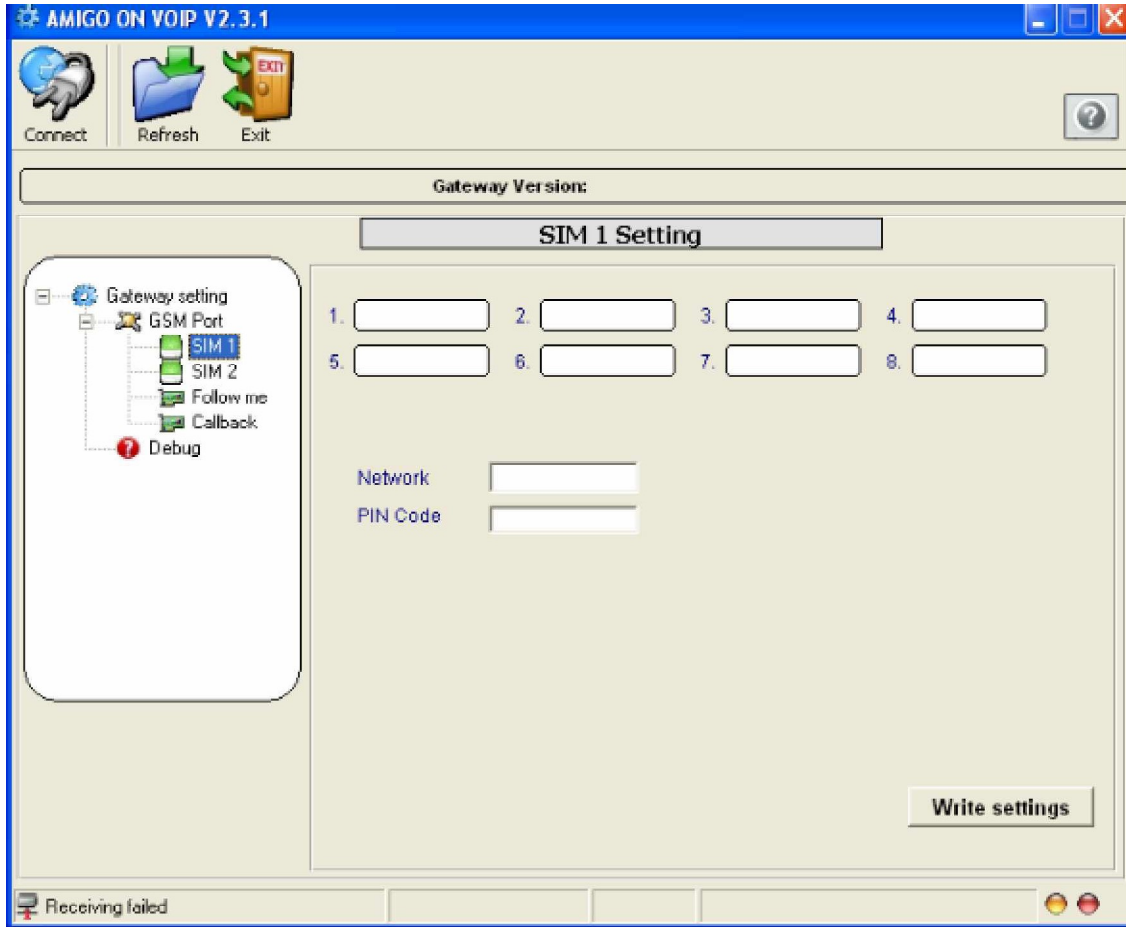 AMIGO ON VOIP V2.3.1
EXIT
Connect Refresh Exit
Gateway Version:
SIM 1 Setting
Gateway setting
GSM Port
SIM 1
SIM 2
Follow me
Callback
Debug
1. 2. 3. 4.
5. 6. 7. 8.
Network
PIN Code
Write settings
Receiving failed